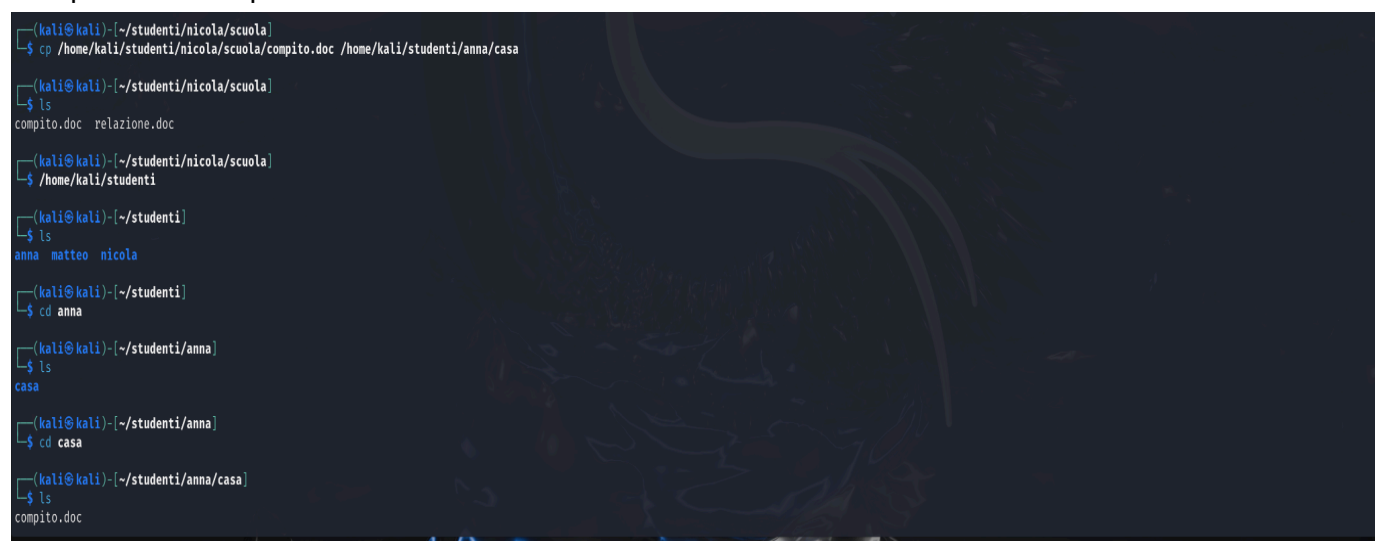 ┌──(kali㉿kali)-[~/studenti/nicola/scuola]
└─$ cp /home/kali/studenti/nicola/scuola/compito.doc /home/kali/studenti/anna/casa
┌──(kali㉿kali)-[~/studenti/nicola/scuola]
└─$ ls
compito.doc relazione.doc
┌──(kali㉿kali)-[~/studenti/nicola/scuola]
└─$ /home/kali/studenti
┌──(kali㉿kali)-[~/studenti]
└─$ ls
anna matteo nicola
┌──(kali㉿kali)-[~/studenti]
└─$ cd anna
┌──(kali㉿kali)-[~/studenti/anna]
└─$ ls
casa
┌──(kali㉿kali)-[~/studenti/anna]
└─$ cd casa
┌──(kali㉿kali)-[~/studenti/anna/casa]
└─$ ls
compito.doc